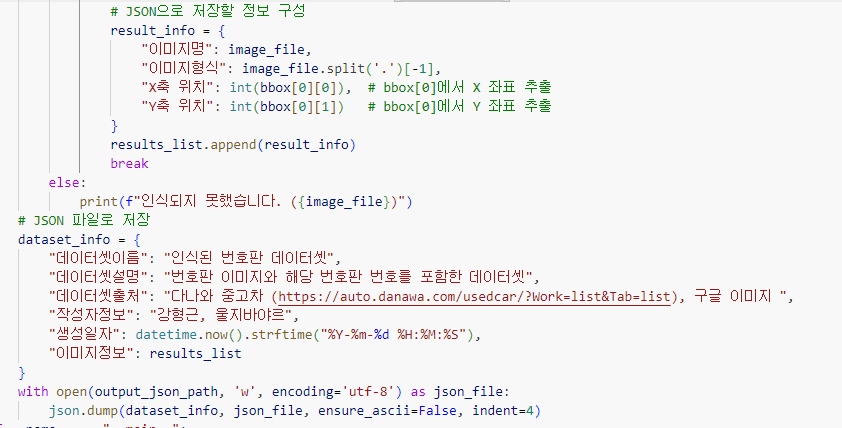 # JSON으로 저장할 정보 구성
result_info = {
"이미지명": image_file,
"이미지형식": image_file.split('.')[-1],
"X축 위치": int(bbox[0][0]),  # bbox[0]에서 X 좌표 추출
"Y축 위치": int(bbox[0][1])   # bbox[0]에서 Y 좌표 추출
}
results_list.append(result_info)
break
else:
print(f"인식되지 못했습니다. ({image_file})")
# JSON 파일로 저장
dataset_info = {
"데이터셋이름": "인식된 번호판 데이터셋",
"데이터셋설명": "번호판 이미지와 해당 번호판 번호를 포함한 데이터셋",
"데이터셋출처": "다나와 중고차 (https://auto.danawa.com/usedcar/?Work=list&Tab=list), 구글 이미지 ",
"작성자정보": "강형근, 울지바야르",
"생성일자": datetime.now().strftime("%Y-%m-%d %H:%M:%S"),
"이미지정보": results_list
}
with open(output_json_path, 'w', encoding='utf-8') as json_file:
json.dump(dataset_info, json_file, ensure_ascii=False, indent=4)